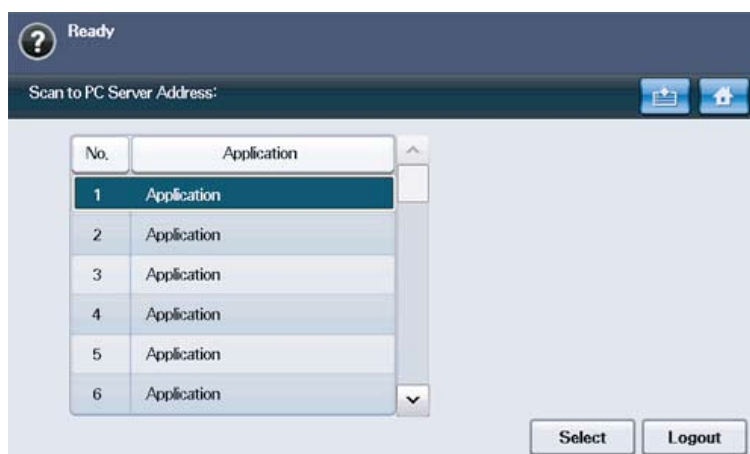 ?
Ready
Scan to PC Server Address:
No. Application
1 Application
2 Application
3 Application
4 Application
5 Application
6 Application
Select Logout